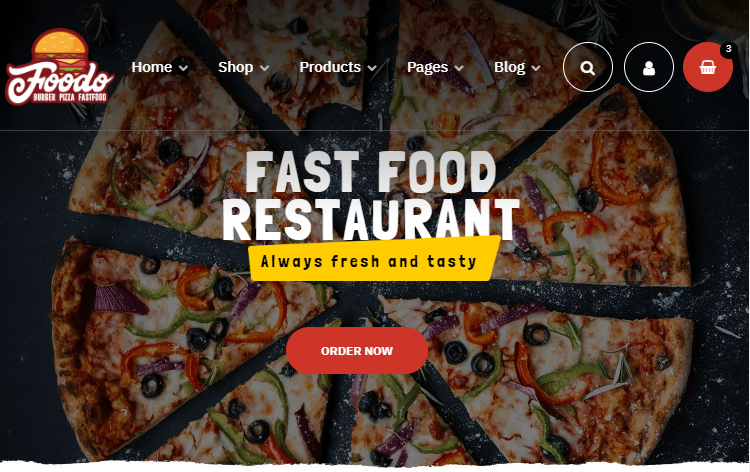 Foodo
BURGER PIZZA FASTFOOD
Home
Shop
Products
Pages
Blog
3
FAST FOOD
RESTAURANT
Always fresh and tasty
ORDER NOW